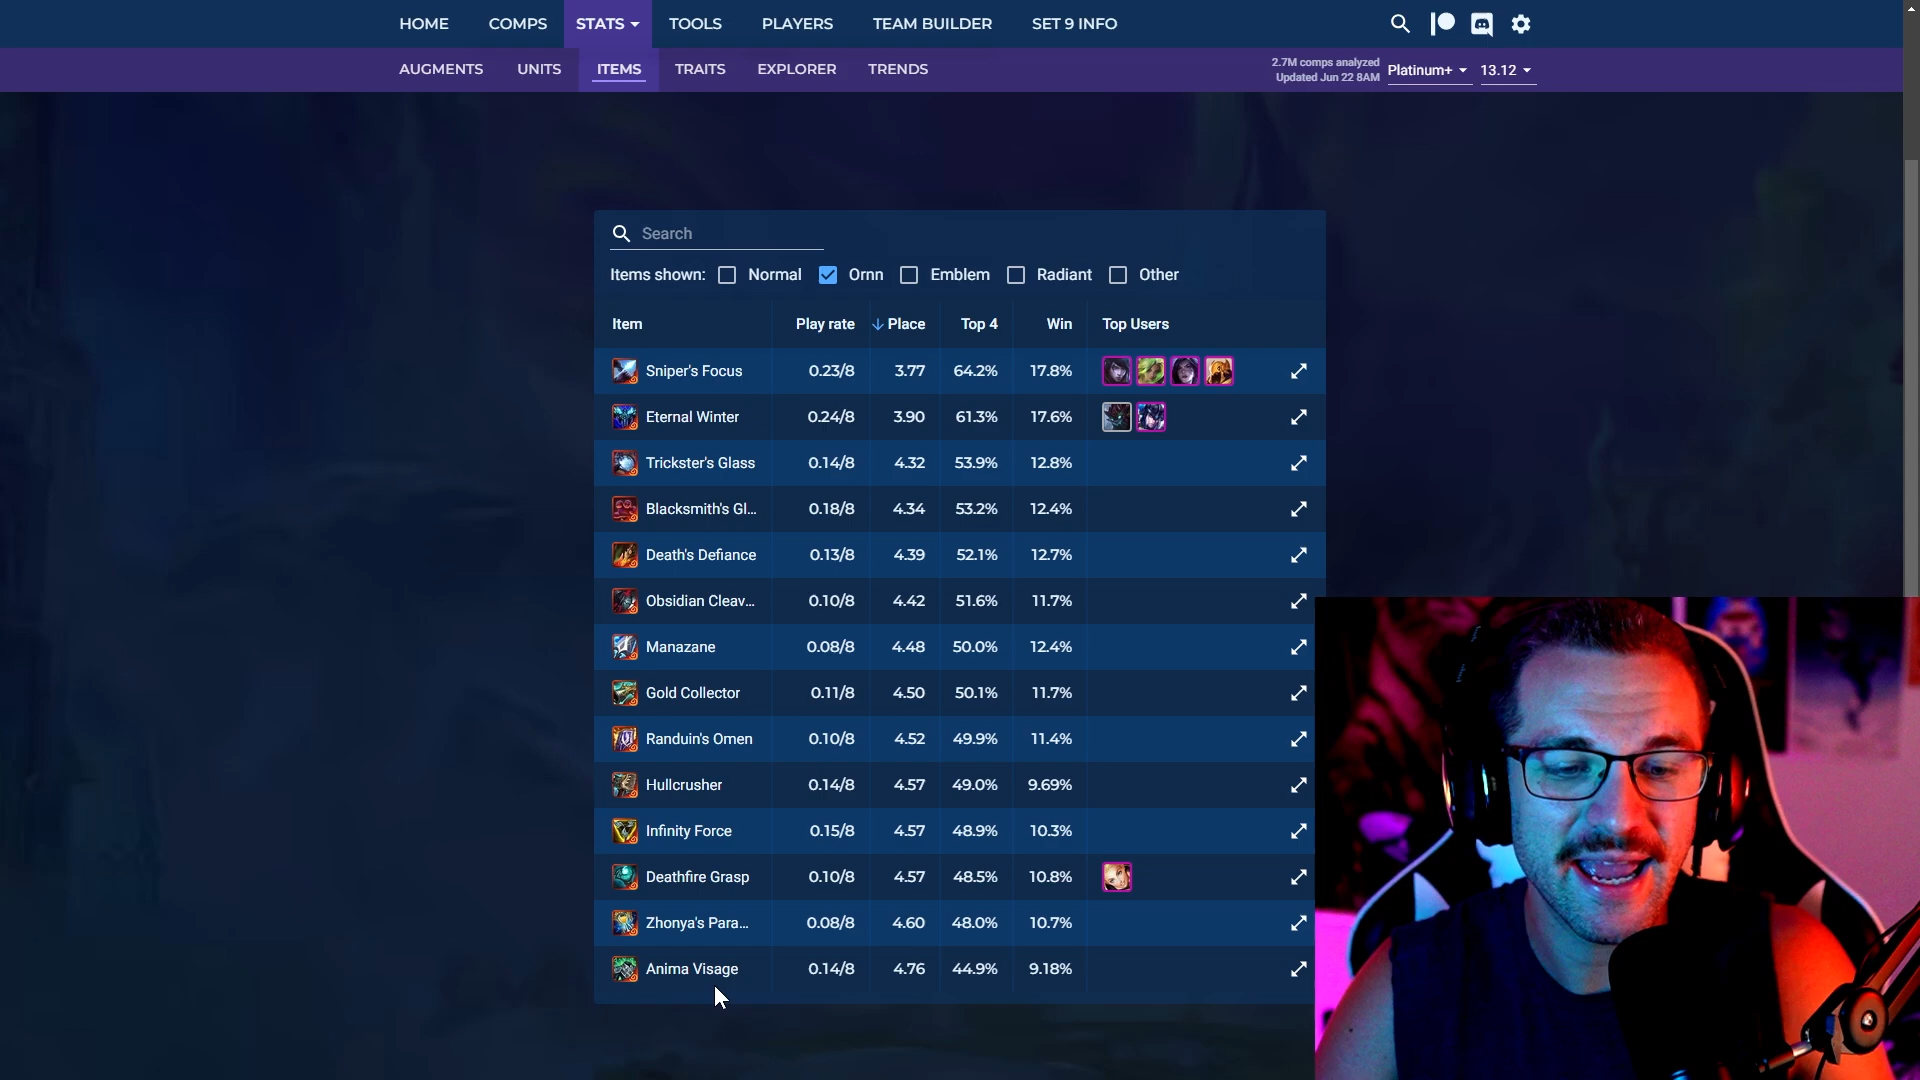 HOME COMPS STATS TOOLS PLAYERS TEAM BUILDER SET 9 INFO
AUGMENTS UNITS ITEMS TRAITS EXPLORER TRENDS
2.7M comps analyzed
Updated Jun 22 8AM
Platinum+ 13.12
Search
Items shown: Normal Ornn Emblem Radiant Other
Item Play rate Place Top 4 Win Top Users
Sniper's Focus 0.23/8 3.77 64.2% 17.8%
Eternal Winter 0.24/8 3.90 61.3% 17.6%
Trickster's Glass 0.14/8 4.32 53.9% 12.8%
Blacksmith's Gl... 0.18/8 4.34 53.2% 12.4%
Death's Defiance 0.13/8 4.39 52.1% 12.7%
Obsidian Cleav... 0.10/8 4.42 51.6% 11.7%
Manazane 0.08/8 4.48 50.0% 12.4%
Gold Collector 0.11/8 4.50 50.1% 11.7%
Randuin's Omen 0.10/8 4.52 49.9% 11.4%
Hullcrusher 0.14/8 4.57 49.0% 9.69%
Infinity Force 0.15/8 4.57 48.9% 10.3%
Deathfire Grasp 0.10/8 4.57 48.5% 10.8%
Zhonya's Para... 0.08/8 4.60 48.0% 10.7%
Anima Visage 0.14/8 4.76 44.9% 9.18%